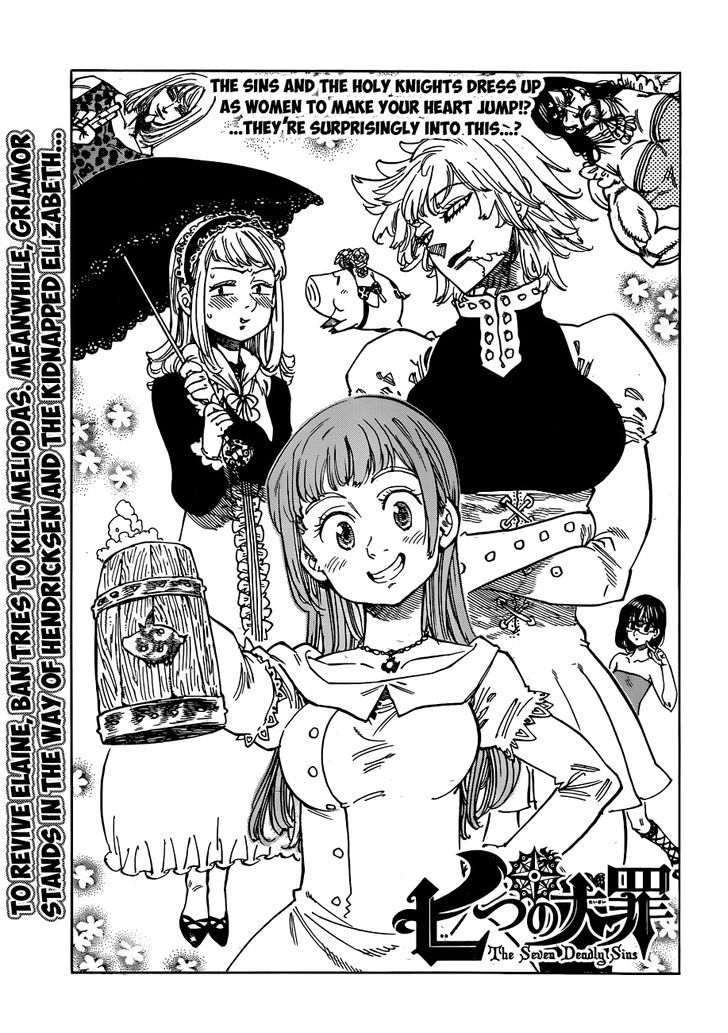 THE SINS AND THE HOLY KNIGHTS DRESS UP
AS WOMEN TO MAKE YOUR HEART JUMP!?
...THEY'RE SURPRISINGLY INTO THIS...?
TO REVIVE ELAINE, BAN TRIES TO KILL MELIODAS. MEANWHILE, GRIAMOR
STANDS IN THE WAY OF HENDRICKSEN AND THE KIDNAPPED ELIZABETH...
七つの大罪
The Seven Deadly Sins